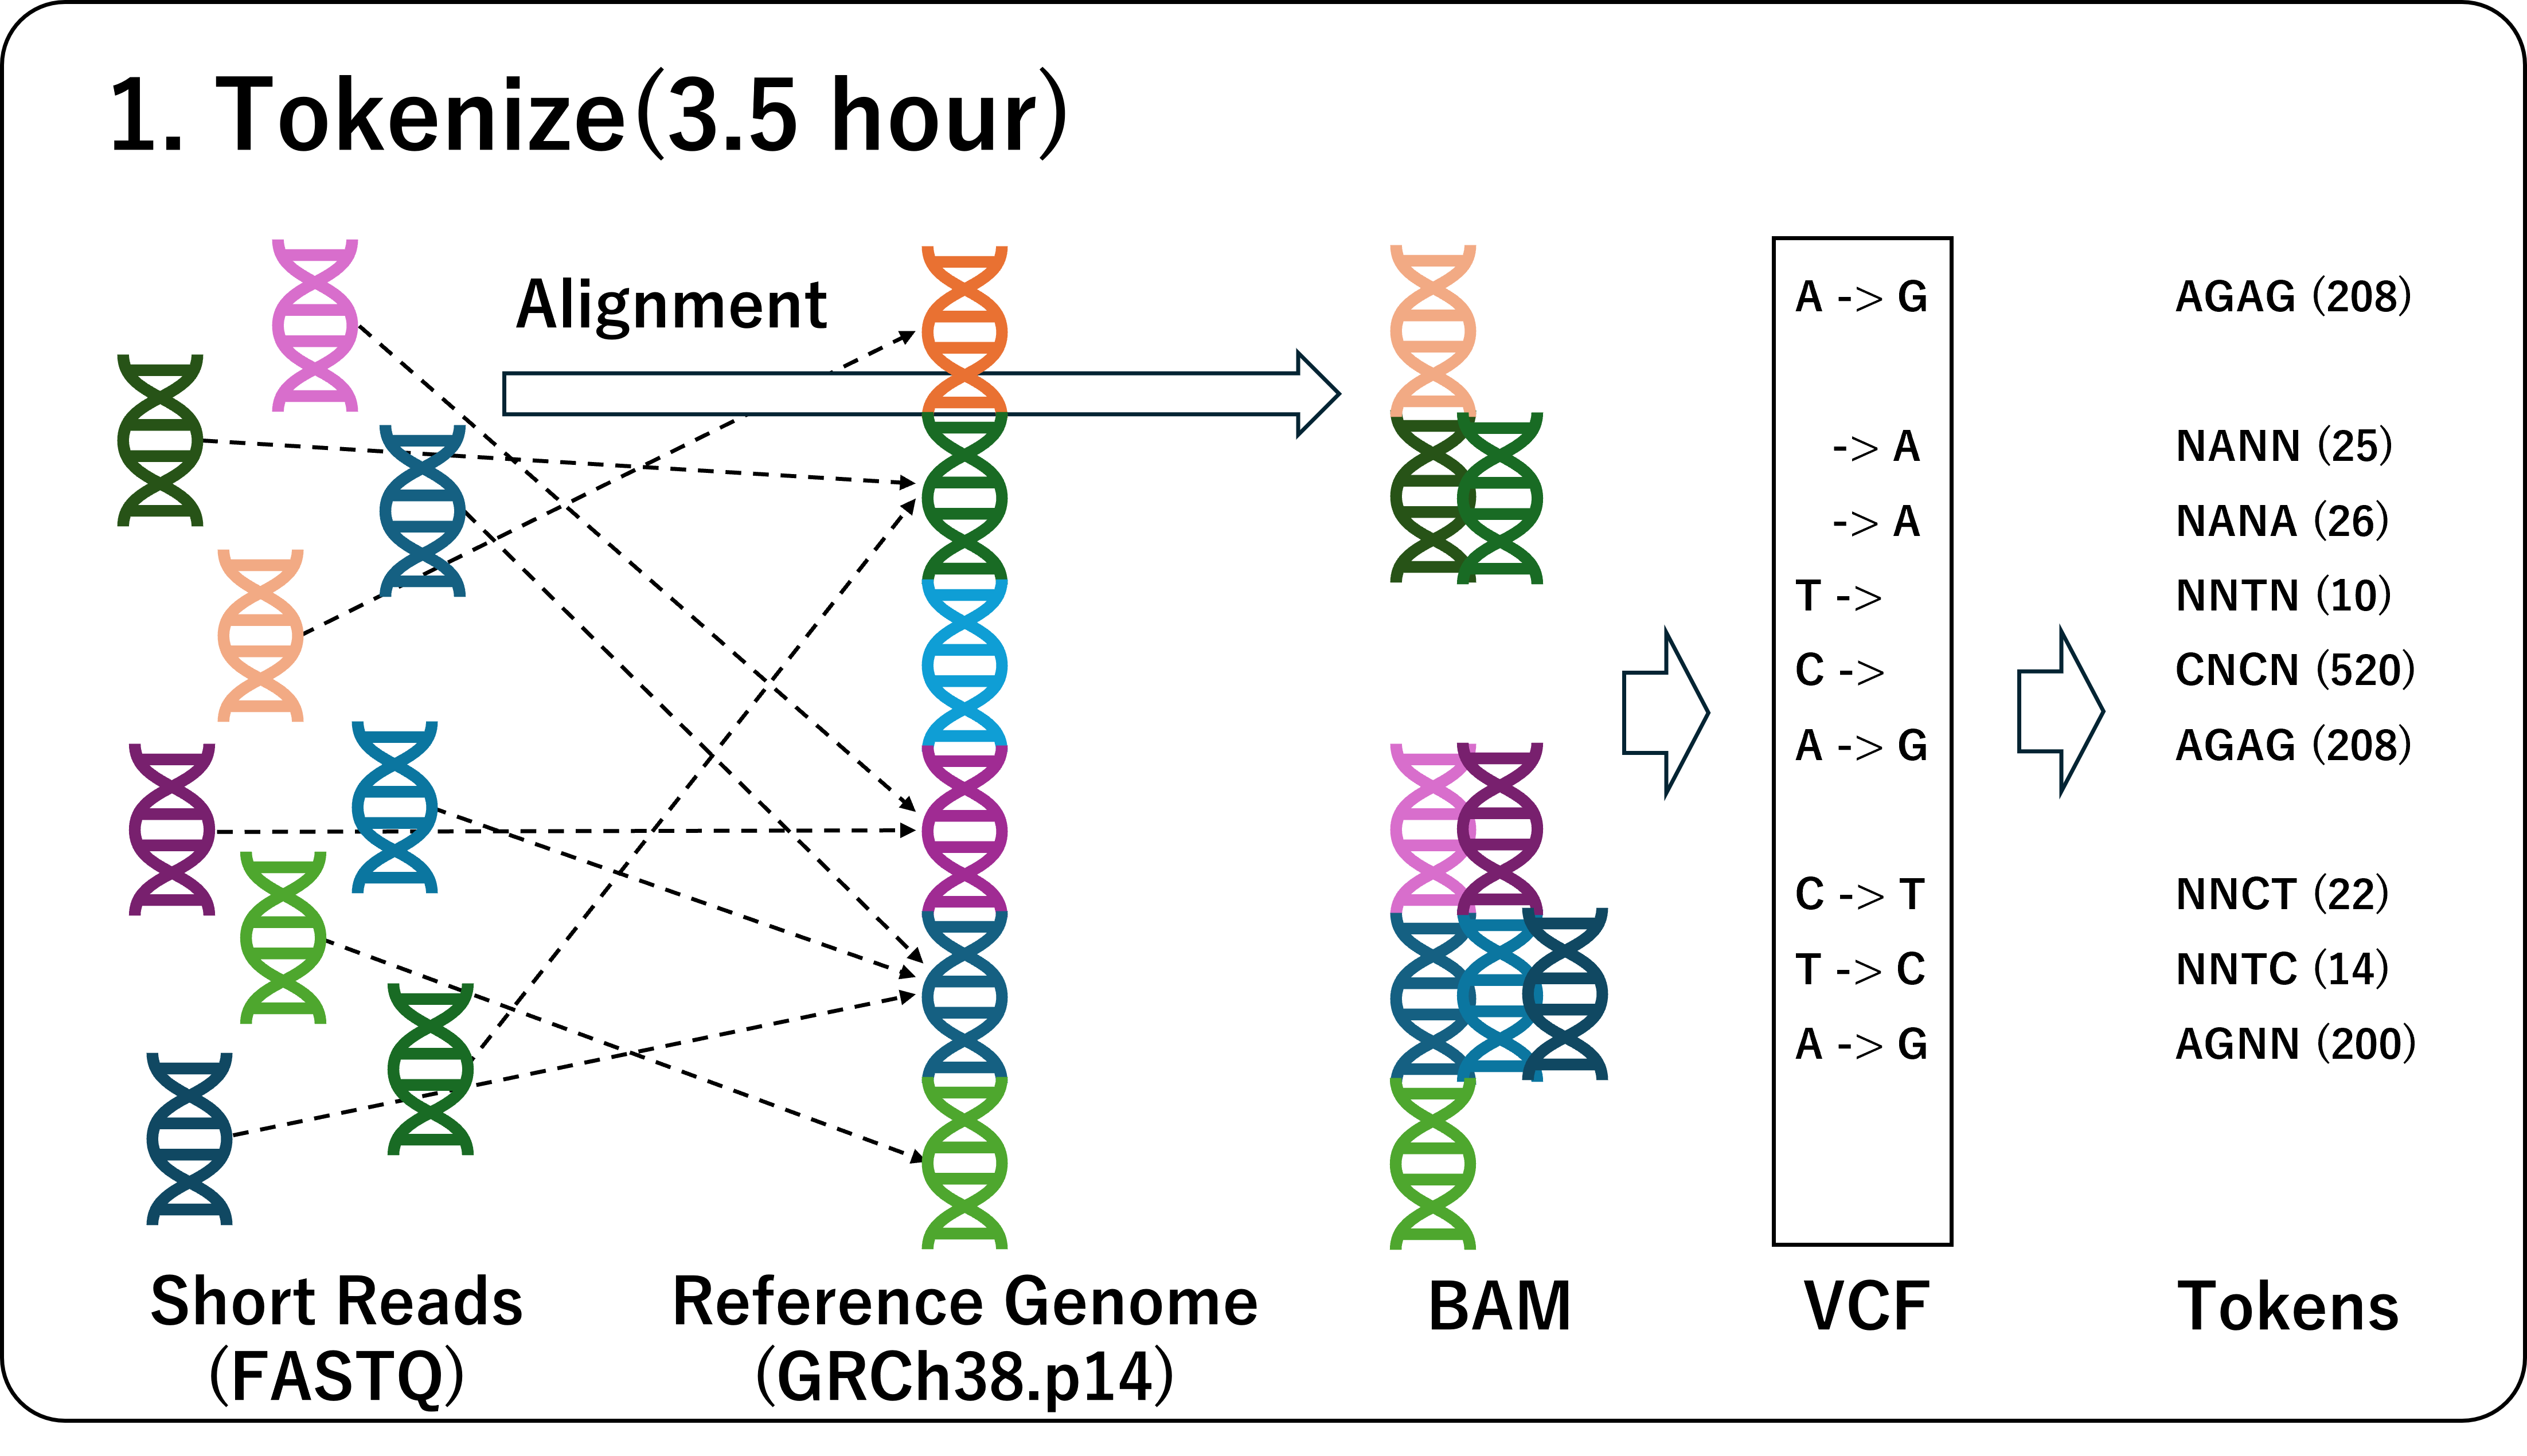 1. Tokenize(3.5 hour)
Alignment
A -> G
-> A
-> A
T ->
C ->
A -> G
C -> T
T -> C
A -> G
AGAG (208)
NANN (25)
NANA (26)
NNTN (10)
CNCN (520)
AGAG (208)
NNCT (22)
NNTC (14)
AGNN (200)
Short Reads
(FASTQ)
Reference Genome
(GRCh38.p14)
BAM
VCF
Tokens